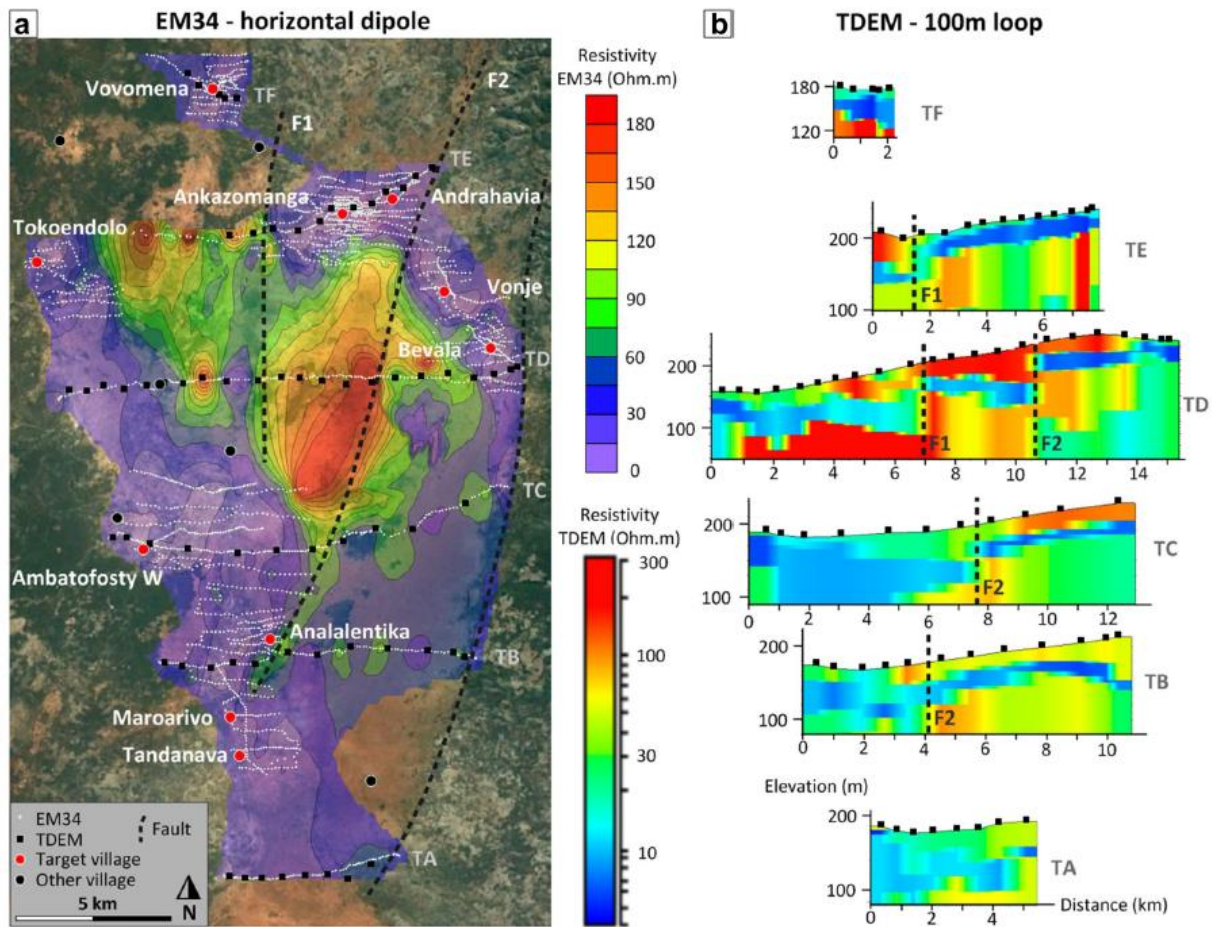 a
EM34 - horizontal dipole
Vovomena
TF
F1
F2
TE
Ankazomanga
Andrahavia
Tokoendolo
Vonje
Bevala
TD
TC
Ambatofosty W
Analalentika
TB
Maroarivo
Tandanava
TA
EM34
TDEM
Target village
Other village
Fault
5 km
N
Resistivity
EM34 (Ohm.m)
180
150
120
90
60
30
0
Resistivity
TDEM (Ohm.m)
300
100
30
10
b
TDEM - 100m loop
180
110
0 2
TF
200
100
F1
0 2 4 6
TE
200
100
F1
F2
0 2 4 6 8 10 12 14
TD
200
100
F2
0 2 4 6 8 10 12
TC
200
100
F2
0 2 4 6 8 10
TB
Elevation (m)
200
100
0 2 4
TA
Distance (km)